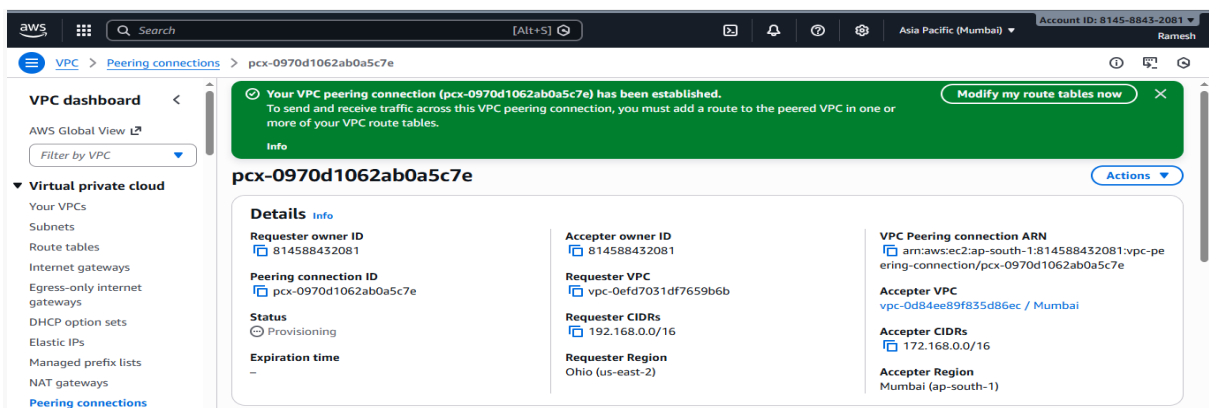 aws
Search
[Alt+S]
Asia Pacific (Mumbai) ▼
Account ID: 8145-8843-2081 ▼
Ramesh
VPC > Peering connections > pcx-0970d1062ab0a5c7e
VPC dashboard
AWS Global View
Filter by VPC
Virtual private cloud
Your VPCs
Subnets
Route tables
Internet gateways
Egress-only internet
gateways
DHCP option sets
Elastic IPs
Managed prefix lists
NAT gateways
Peering connections
Your VPC peering connection (pcx-0970d1062ab0a5c7e) has been established.
To send and receive traffic across this VPC peering connection, you must add a route to the peered VPC in one or
more of your VPC route tables.
Info
Modify my route tables now
pcx-0970d1062ab0a5c7e
Actions ▼
Details Info
Requester owner ID
814588432081
Peering connection ID
pcx-0970d1062ab0a5c7e
Status
Provisioning
Expiration time
–
Accepter owner ID
814588432081
Requester VPC
vpc-0efd7031df7659b6b
Requester CIDRs
192.168.0.0/16
Requester Region
Ohio (us-east-2)
VPC Peering connection ARN
arn:aws:ec2:ap-south-1:814588432081:vpc-pe
ering-connection/pcx-0970d1062ab0a5c7e
Accepter VPC
vpc-0d84ee89f835d86ec / Mumbai
Accepter CIDRs
172.168.0.0/16
Accepter Region
Mumbai (ap-south-1)